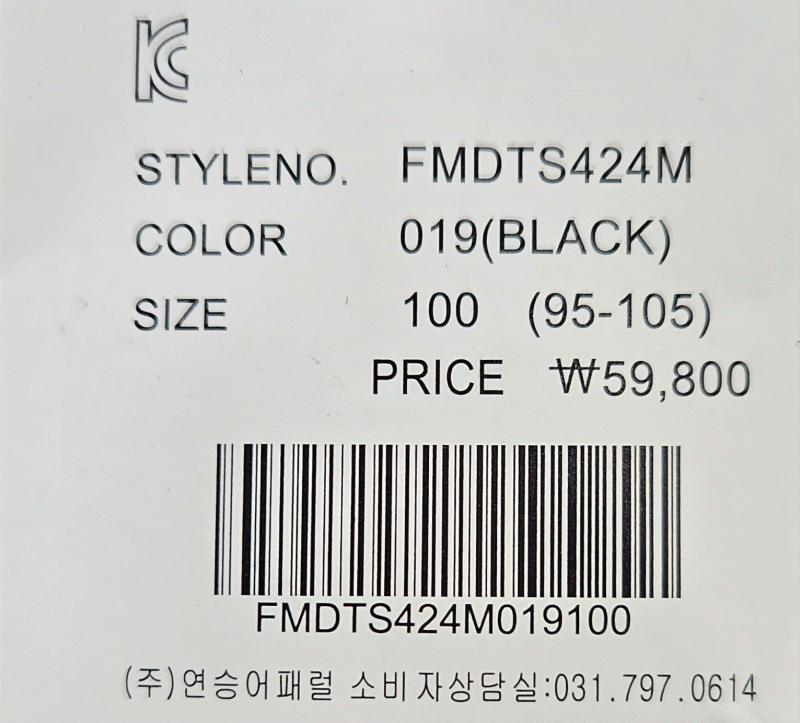 KC
STYLENO. FMDTS424M
COLOR 019(BLACK)
SIZE 100 (95-105)
PRICE ₩59,800
FMDTS424M019100
(주)연승어패럴 소비자상담실:031.797.0614